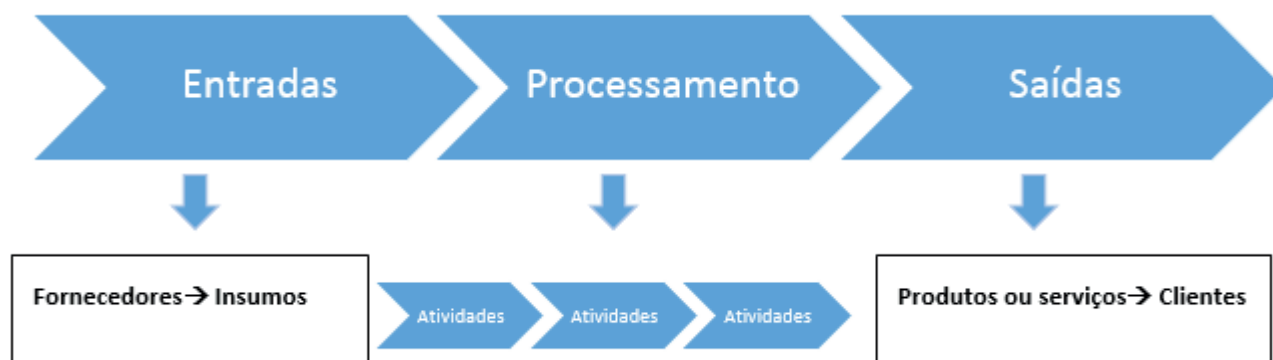 Entradas
Processamento
Saídas
Fornecedores→ Insumos
Atividades
Atividades
Atividades
Produtos ou serviços→ Clientes